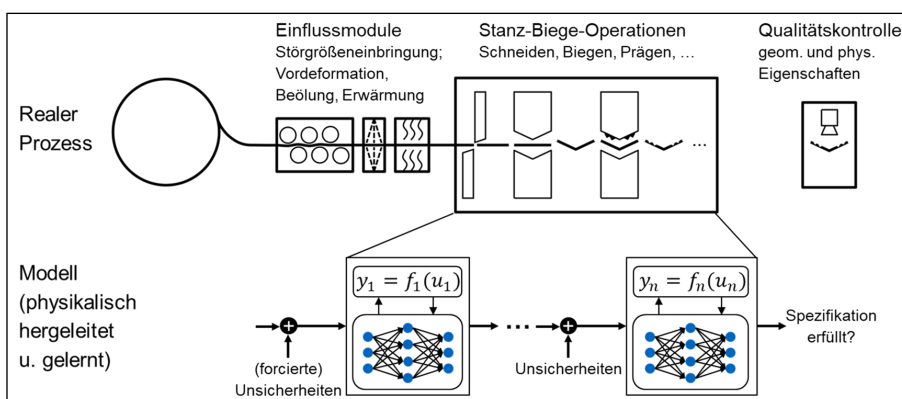 Einflussmodule
Störgrößeneinbringung;
Vordeformation,
Beölung, Erwärmung
Stanz-Biege-Operationen
Schneiden, Biegen, Prägen, …
Qualitätskontrolle
geom. und phys.
Eigenschaften
Realer
Prozess
...
Modell
(physikalisch
hergeleitet
u. gelernt)
y₁ = f₁(u₁)
yₙ = fₙ(uₙ)
+
...
+
(forcierte)
Unsicherheiten
Unsicherheiten
Spezifikation
erfüllt?